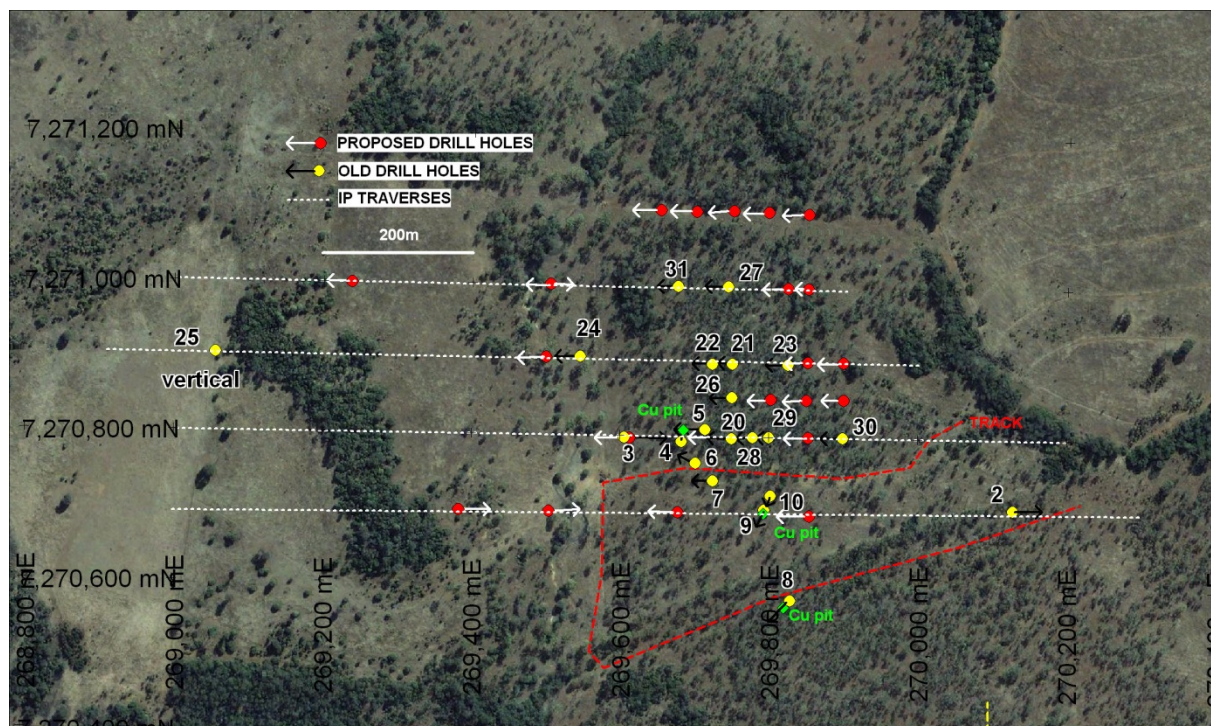 7,271,200 mN
PROPOSED DRILL HOLES
OLD DRILL HOLES
IP TRAVERSES
200m
7,271,000 mN
31
27
25
24
22
21
23
vertical
26
Cu pit
5
20
29
7,270,800 mN
TRACK
3
4
6
28
30
7
10
2
9
Cu pit
7,270,600 mN
8
Cu pit
268,800 mE
269,000 mE
269,200 mE
269,400 mE
269,600 mE
269,800 mE
270,000 mE
270,200 mE